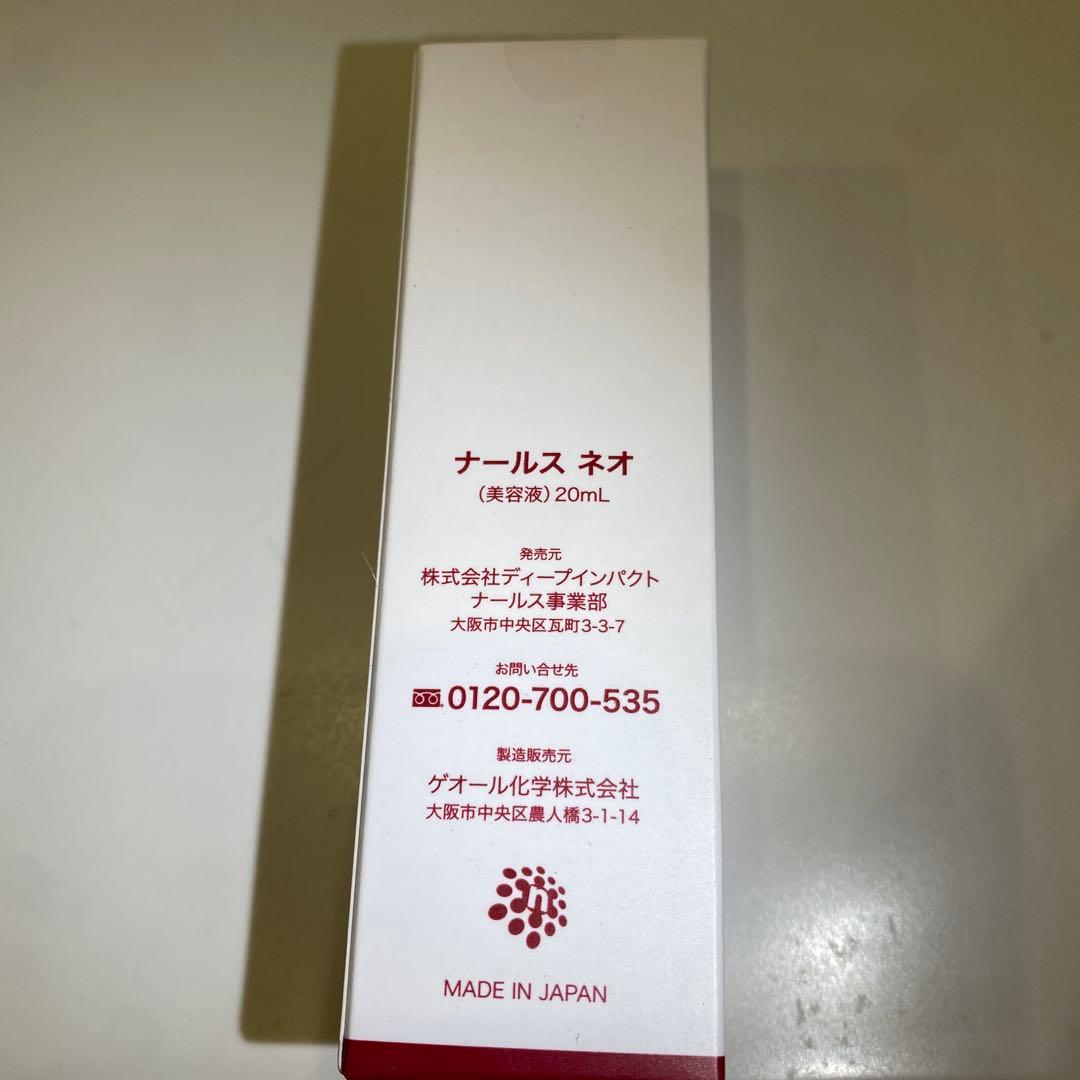 ナールス ネオ
(美容液)20mL
発売元
株式会社ディープインパクト
ナールス事業部
大阪市中央区瓦町3-3-7
お問い合せ先
0120-700-535
製造販売元
ゲオール化学株式会社
大阪市中央区農人橋3-1-14
n
MADE IN JAPAN